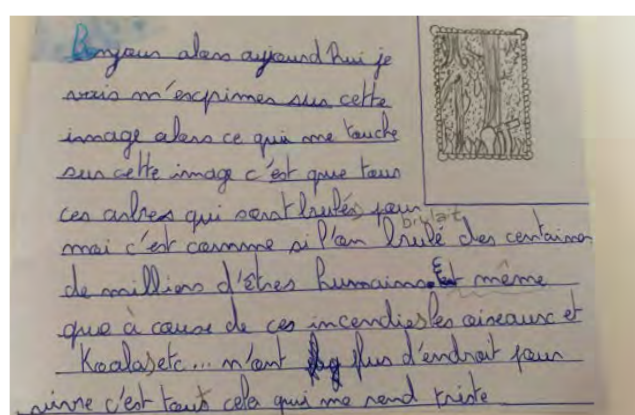 Bonjour alors aujourd'hui je
vais m'exprimer sur cette
image alors ce qui me touche
sur cette image c'est que tous
ces arbres qui sont brulés pour
brulait
moi c'est comme si l'on brulé des centaines
de milliers d'êtres humains. Et même
que à cause de ces incendies les oiseaux et
Koalas etc... n'ont plus d'endroit pour
vivre c'est tout cela qui me rend triste